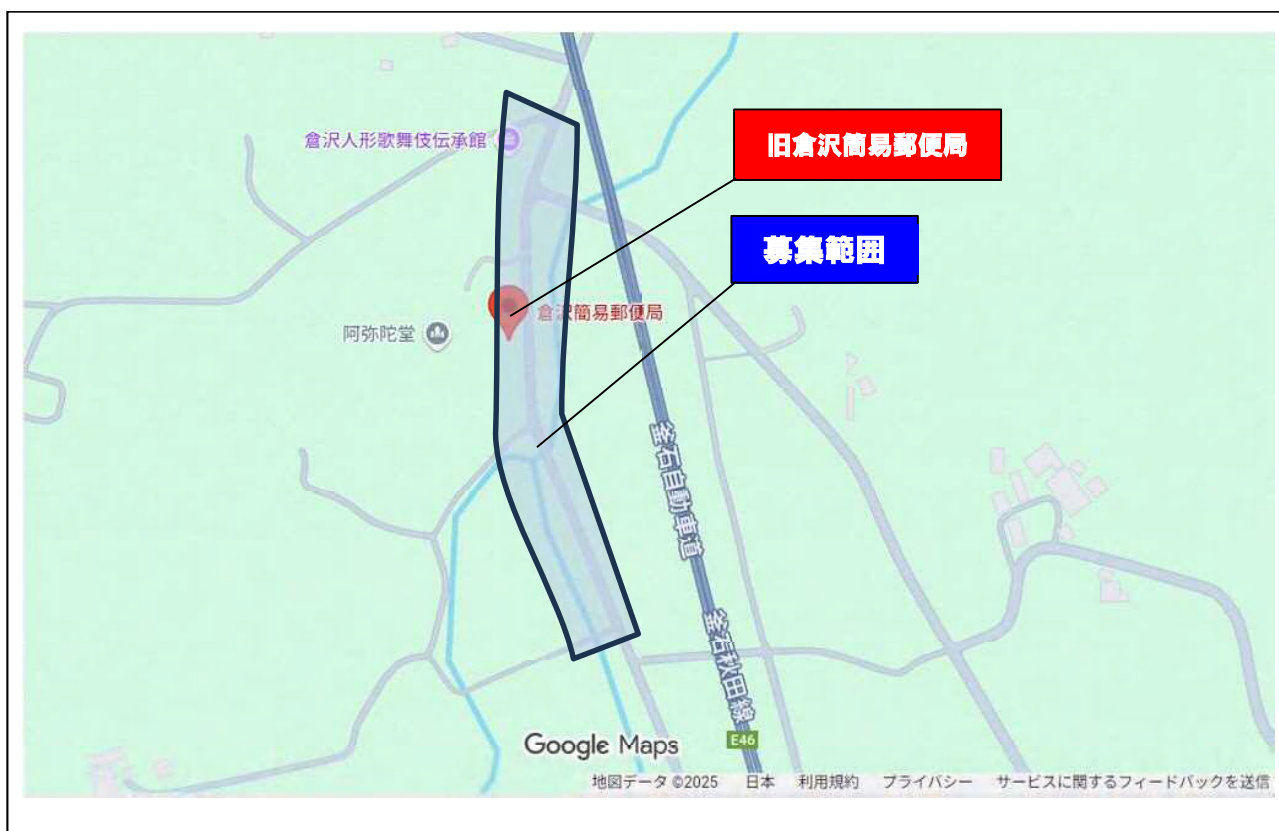 倉沢人形歌舞伎伝承館
旧倉沢簡易郵便局
募集範囲
倉沢簡易郵便局
阿弥陀堂
釜石自動車道
釜石秋田線
E46
Google Maps
地図データ ©2025 日本 利用規約 プライバシー サービスに関するフィードバックを送信